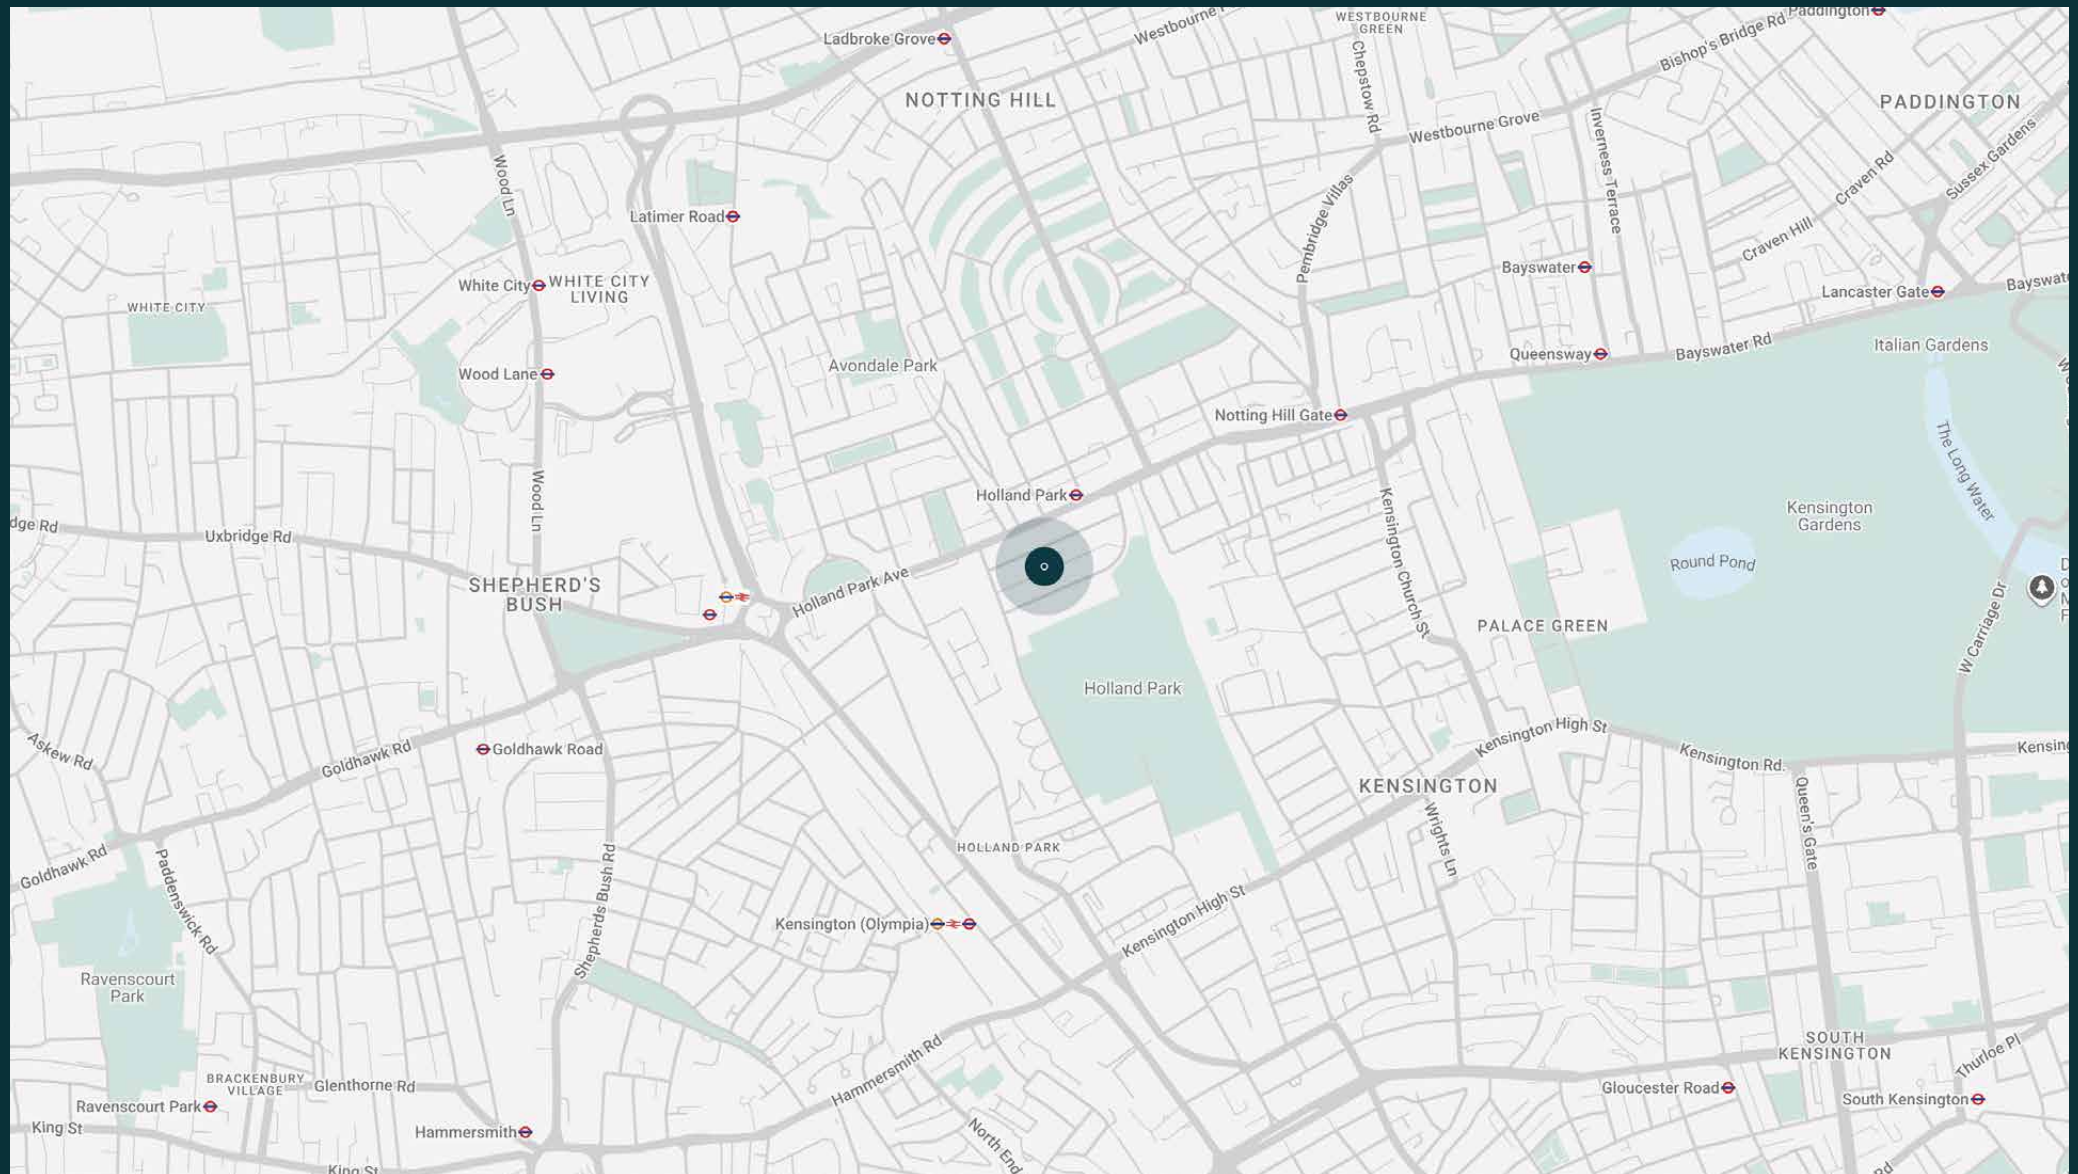 Paddington
WESTBOURNE
GREEN
Ladbroke Grove
Westbourne
Bishop's Bridge Rd
Chepstow Rd
NOTTING HILL
PADDINGTON
Westbourne Grove
Inverness Terrace
Sussex Gardens
Craven Rd
Wood Ln
Pembridge Villas
Latimer Road
Craven Hill
Bayswater
White City
WHITE CITY
LIVING
Lancaster Gate
Bayswate
WHITE CITY
Italian Gardens
Queensway
Bayswater Rd
Avondale Park
Wood Lane
Notting Hill Gate
The Long Water
Wood Ln
Holland Park
Kensington Church St
Kensington
Gardens
dge Rd
Uxbridge Rd
Round Pond
SHEPHERD'S
BUSH
Holland Park Ave
PALACE GREEN
W Carriage Dr
Holland Park
Kensington High St
Askew Rd
Goldhawk Rd
Goldhawk Road
Kensington Rd.
Kensing
KENSINGTON
Queen's Gate
Wrights Ln
HOLLAND PARK
Goldhawk Rd
Paddenswick Rd
Shepherds Bush Rd
Kensington High St
Kensington (Olympia)
Ravenscourt
Park
SOUTH
KENSINGTON
Thurloe Pl
Hammersmith Rd
BRACKENBURY
VILLAGE
Glenthorne Rd
Gloucester Road
South Kensington
Ravenscourt Park
King St
Hammersmith
North End
King St
Rd